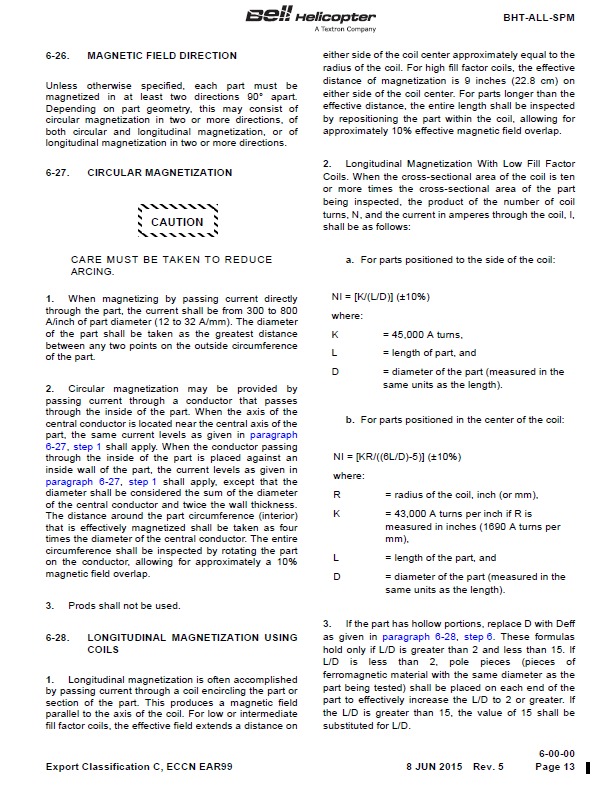 Bell Helicopter
A Textron Company
BHT-ALL-SPM
6-26. MAGNETIC FIELD DIRECTION
Unless otherwise specified, each part must be
magnetized in at least two directions 90° apart.
Depending on part geometry, this may consist of
circular magnetization in two or more directions, of
both circular and longitudinal magnetization, or of
longitudinal magnetization in two or more directions.
6-27. CIRCULAR MAGNETIZATION
CAUTION
CARE MUST BE TAKEN TO REDUCE
ARCING.
1. When magnetizing by passing current directly
through the part, the current shall be from 300 to 800
A/inch of part diameter (12 to 32 A/mm). The diameter
of the part shall be taken as the greatest distance
between any two points on the outside circumference
of the part.
2. Circular magnetization may be provided by
passing current through a conductor that passes
through the inside of the part. When the axis of the
central conductor is located near the central axis of the
part, the same current levels as given in paragraph
6-27, step 1 shall apply. When the conductor passing
through the inside of the part is placed against an
inside wall of the part, the current levels as given in
paragraph 6-27, step 1 shall apply, except that the
diameter shall be considered the sum of the diameter
of the central conductor and twice the wall thickness.
The distance around the part circumference (interior)
that is effectively magnetized shall be taken as four
times the diameter of the central conductor. The entire
circumference shall be inspected by rotating the part
on the conductor, allowing for approximately a 10%
magnetic field overlap.
3. Prods shall not be used.
6-28. LONGITUDINAL MAGNETIZATION USING
COILS
1. Longitudinal magnetization is often accomplished
by passing current through a coil encircling the part or
section of the part. This produces a magnetic field
parallel to the axis of the coil. For low or intermediate
fill factor coils, the effective field extends a distance on
either side of the coil center approximately equal to the
radius of the coil. For high fill factor coils, the effective
distance of magnetization is 9 inches (22.8 cm) on
either side of the coil center. For parts longer than the
effective distance, the entire length shall be inspected
by repositioning the part within the coil, allowing for
approximately 10% effective magnetic field overlap.
2. Longitudinal Magnetization With Low Fill Factor
Coils. When the cross-sectional area of the coil is ten
or more times the cross-sectional area of the part
being inspected, the product of the number of coil
turns, N, and the current in amperes through the coil, I,
shall be as follows:
a. For parts positioned to the side of the coil:
NI = [K/(L/D)] (±10%)
where:
K = 45,000 A turns,
L = length of part, and
D = diameter of the part (measured in the
same units as the length).
b. For parts positioned in the center of the coil:
NI = [KR/((6L/D)-5)] (±10%)
where:
R = radius of the coil, inch (or mm),
K = 43,000 A turns per inch if R is
measured in inches (1690 A turns per
mm),
L = length of the part, and
D = diameter of the part (measured in the
same units as the length).
3. If the part has hollow portions, replace D with Deff
as given in paragraph 6-28, step 6. These formulas
hold only if L/D is greater than 2 and less than 15. If
L/D is less than 2, pole pieces (pieces of
ferromagnetic material with the same diameter as the
part being tested) shall be placed on each end of the
part to effectively increase the L/D to 2 or greater. If
the L/D is greater than 15, the value of 15 shall be
substituted for L/D.
6-00-00
Export Classification C, ECCN EAR99 8 JUN 2015 Rev. 5 Page 13